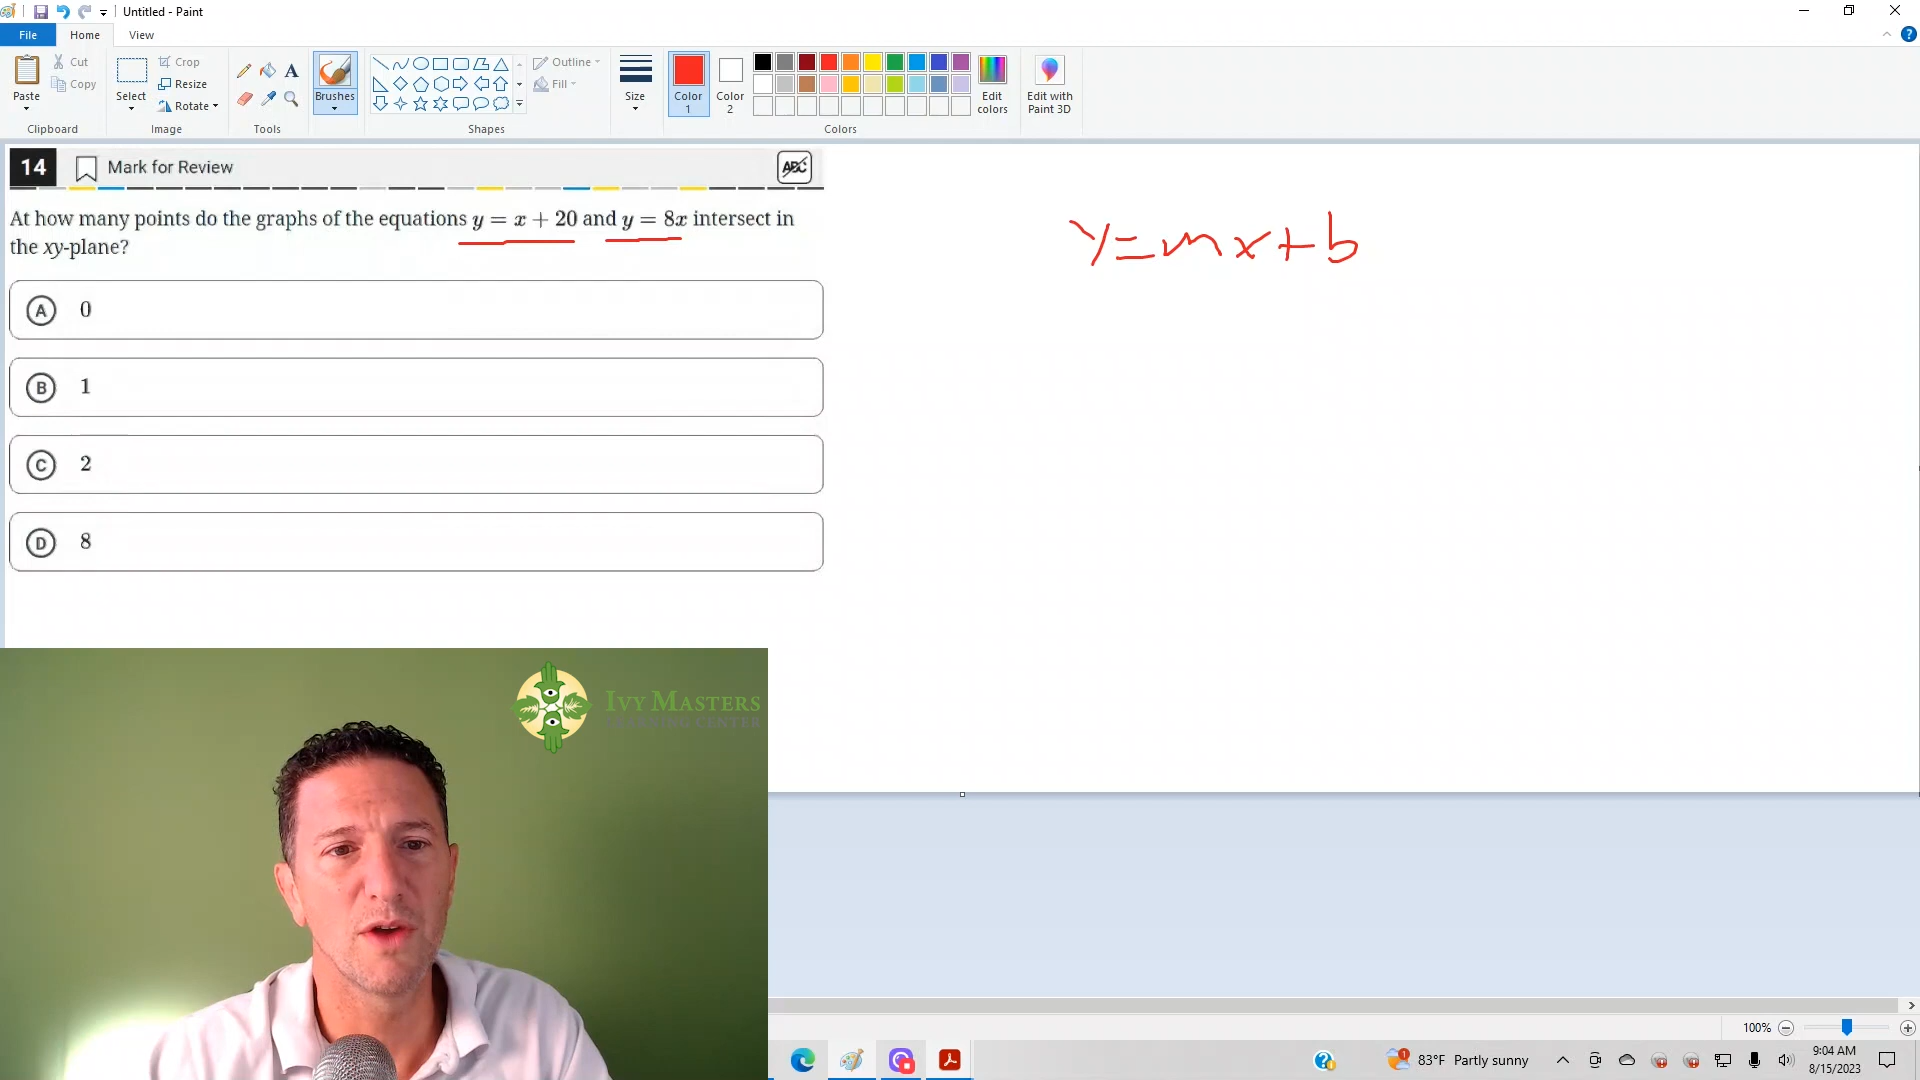 Untitled - Paint
File Home View
Paste
Cut
Copy
Clipboard
Select
Crop
Resize
Rotate
Image
A
Tools
Brushes
Shapes
Outline
Fill
Size
Color 1
Color 2
Colors
Edit colors
Edit with Paint 3D
14 Mark for Review ABC
At how many points do the graphs of the equations y = x + 20 and y = 8x intersect in
the xy-plane?
A 0
B 1
C 2
D 8
y=mx+b
IVY MASTERS
LEARNING CENTER
100%
83°F Partly sunny
9:04 AM
8/15/2023